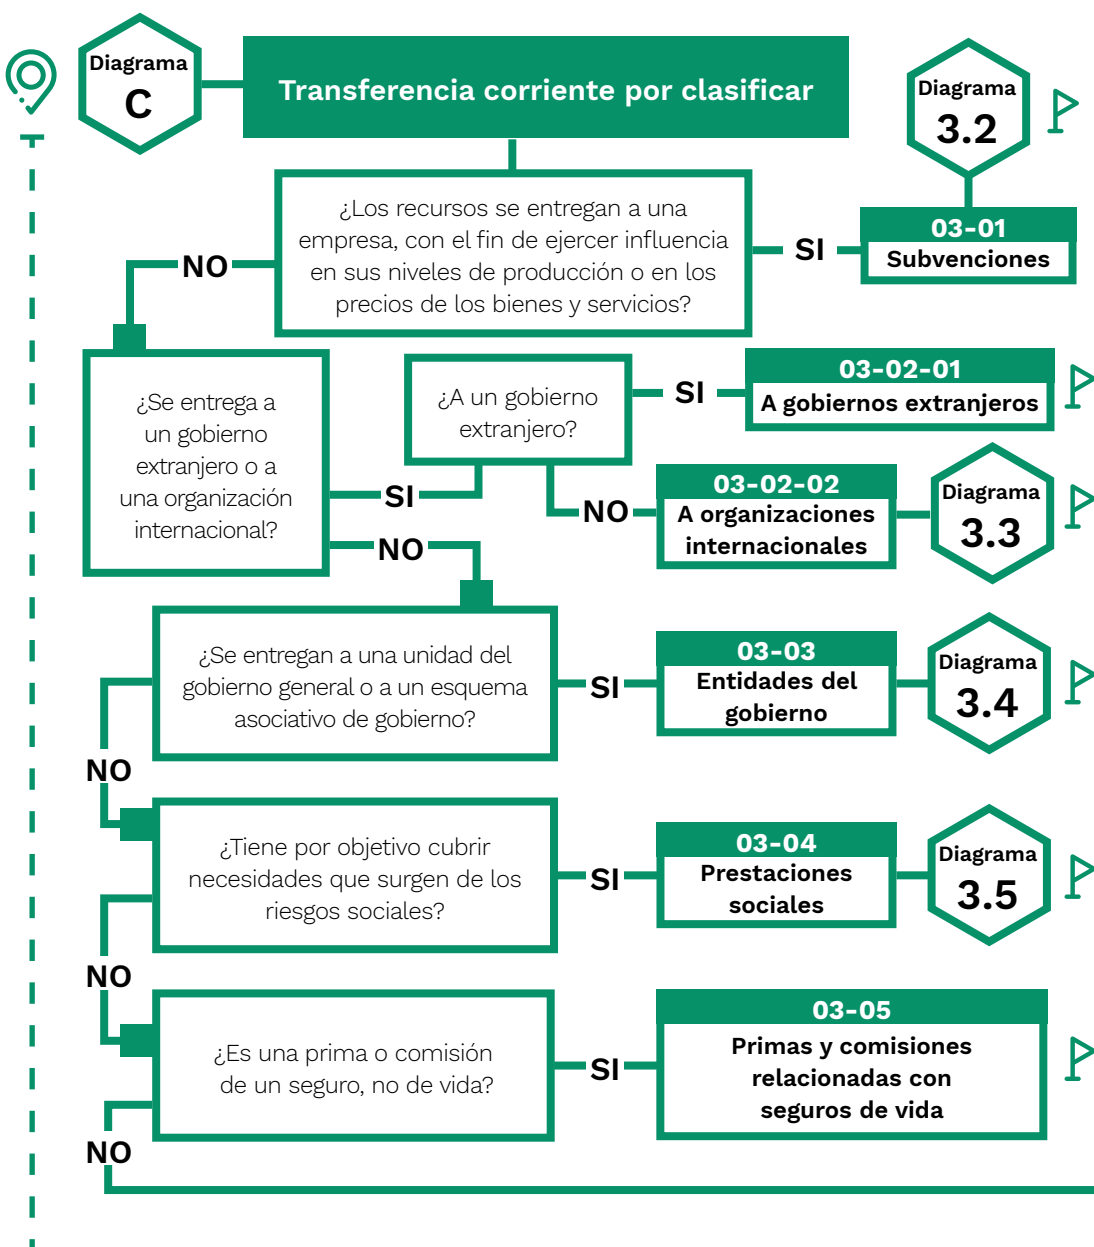 Diagrama
C
Transferencia corriente por clasificar
Diagrama
3.2
¿Los recursos se entregan a una
empresa, con el fin de ejercer influencia
en sus niveles de producción o en los
precios de los bienes y servicios?
SI
03-01
Subvenciones
NO
¿Se entrega a
un gobierno
extranjero o a
una organización
internacional?
SI
¿A un gobierno
extranjero?
SI
03-02-01
A gobiernos extranjeros
NO
03-02-02
A organizaciones
internacionales
Diagrama
3.3
NO
¿Se entregan a una unidad del
gobierno general o a un esquema
asociativo de gobierno?
SI
03-03
Entidades del
gobierno
Diagrama
3.4
NO
¿Tiene por objetivo cubrir
necesidades que surgen de los
riesgos sociales?
SI
03-04
Prestaciones
sociales
Diagrama
3.5
NO
¿Es una prima o comisión
de un seguro, no de vida?
SI
03-05
Primas y comisiones
relacionadas con
seguros de vida
NO